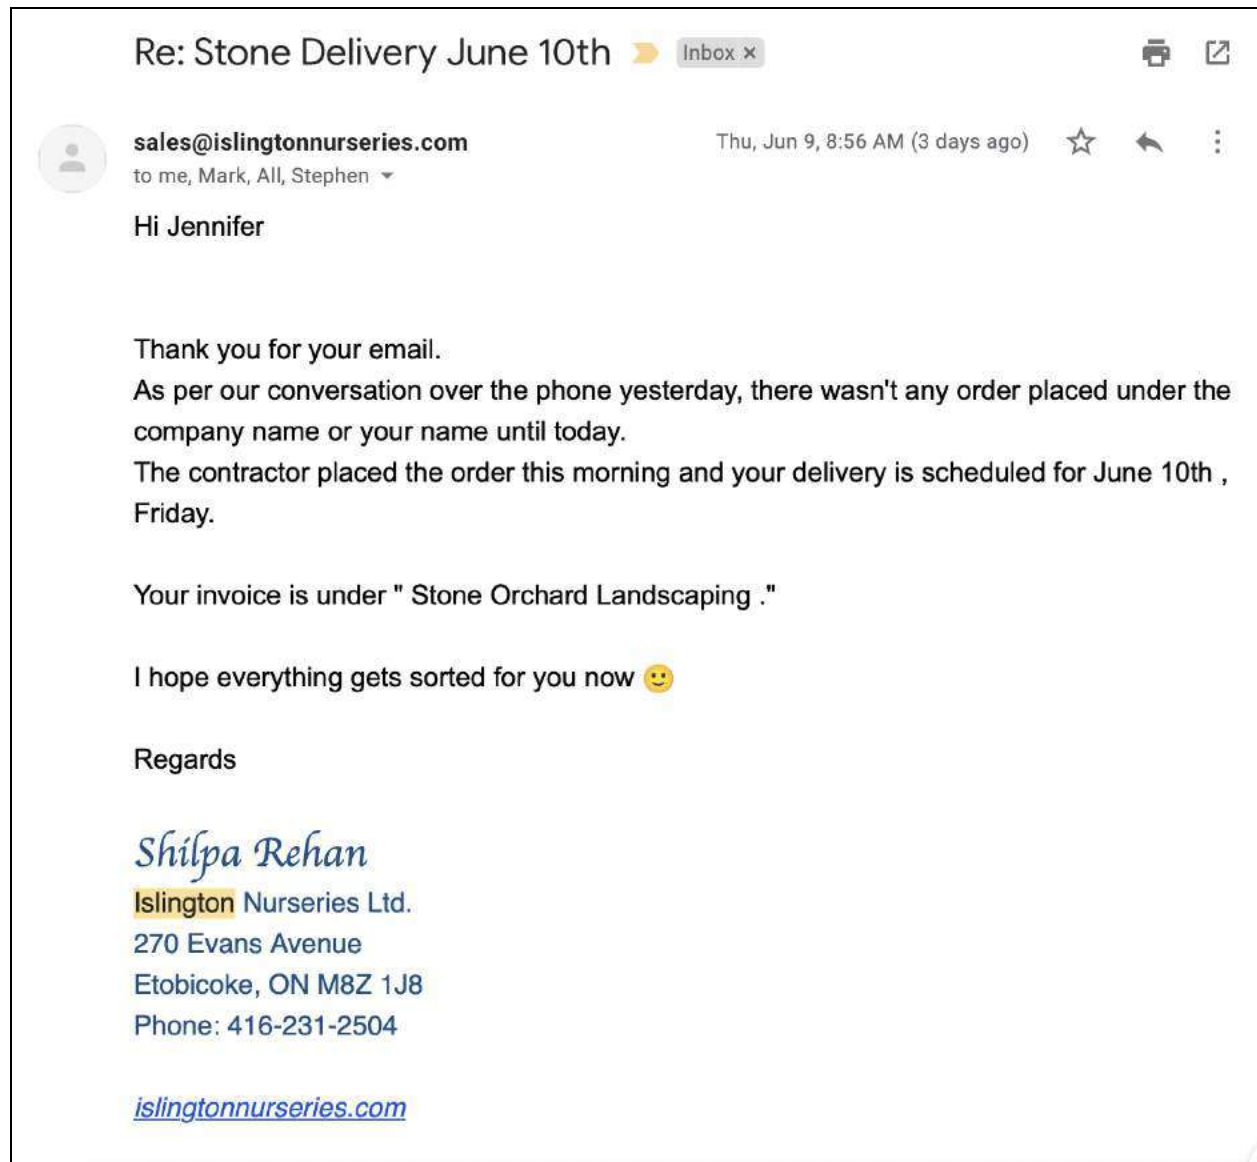 Re: Stone Delivery June 10th Inbox ×
sales@islingtonnurseries.com Thu, Jun 9, 8:56 AM (3 days ago)
to me, Mark, All, Stephen
Hi Jennifer
Thank you for your email.
As per our conversation over the phone yesterday, there wasn't any order placed under the
company name or your name until today.
The contractor placed the order this morning and your delivery is scheduled for June 10th ,
Friday.
Your invoice is under " Stone Orchard Landscaping ."
I hope everything gets sorted for you now 🙂
Regards
Shilpa Rehan
Islington Nurseries Ltd.
270 Evans Avenue
Etobicoke, ON M8Z 1J8
Phone: 416-231-2504
islingtonnurseries.com